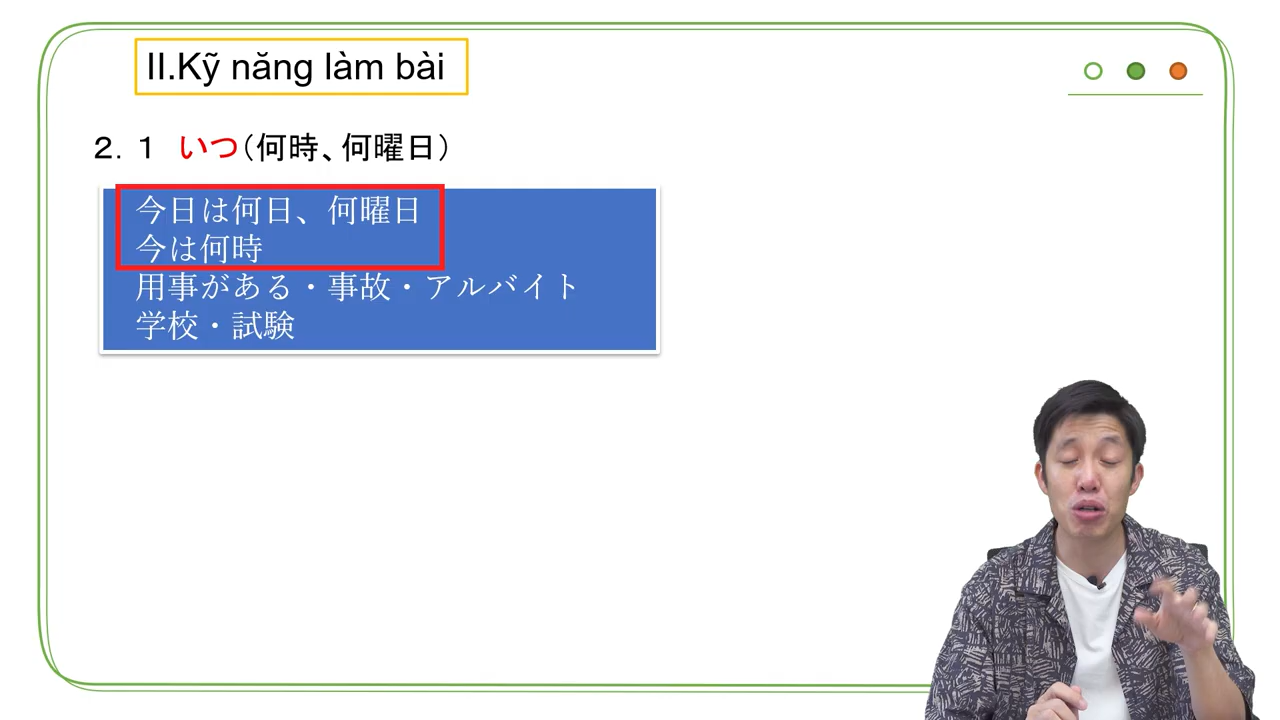 II.Kỹ năng làm bài
２．１　いつ（何時、何曜日）
今日は何日、何曜日
今は何時
用事がある・事故・アルバイト
学校・試験